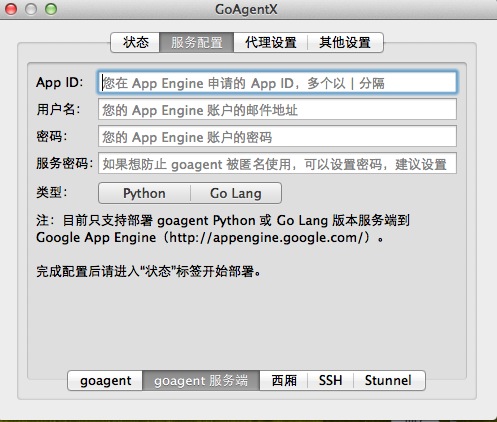 GoAgentX
状态 服务配置 代理设置 其他设置
App ID: 您在 App Engine 申请的 App ID，多个以 | 分隔
用户名: 您的 App Engine 账户的邮件地址
密码: 您的 App Engine 账户的密码
服务密码: 如果想防止 goagent 被匿名使用，可以设置密码，建议设置
类型: Python Go Lang
注：目前只支持部署 goagent Python 或 Go Lang 版本服务端到
Google App Engine（http://appengine.google.com/）。
完成配置后请进入“状态”标签开始部署。
goagent goagent 服务端 西厢 SSH Stunnel